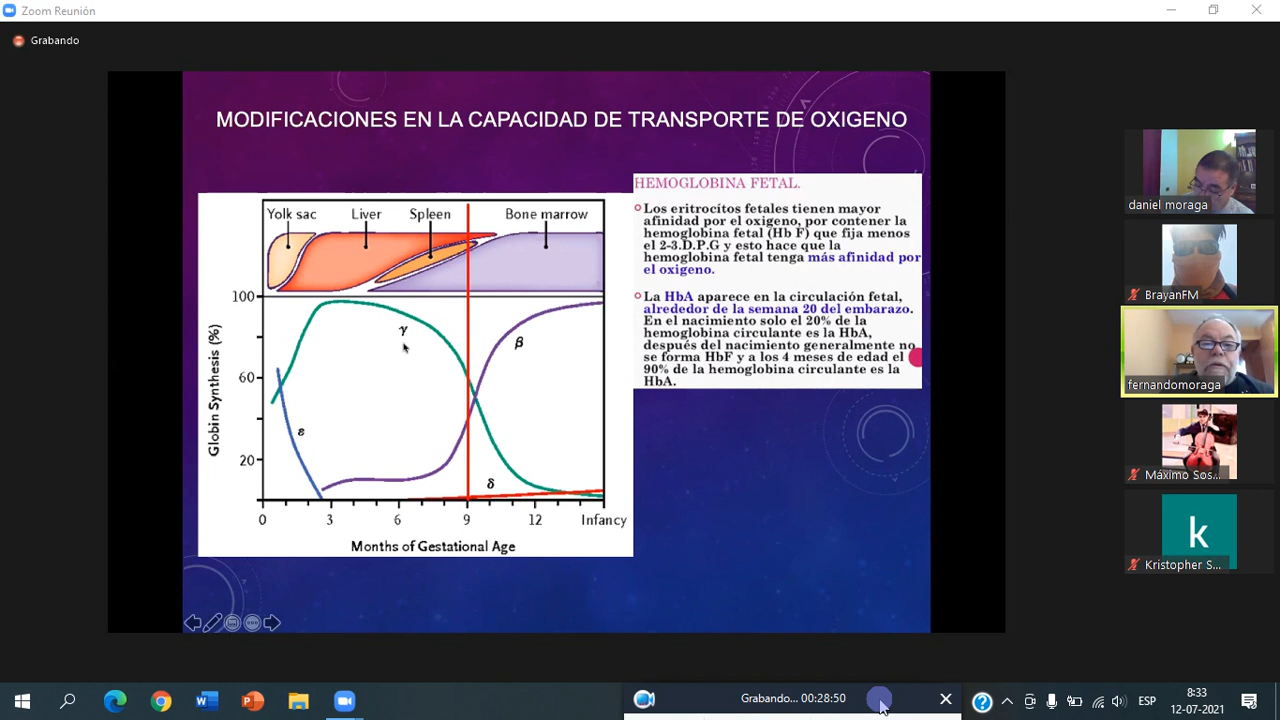 Zoom Reunión
Grabando
MODIFICACIONES EN LA CAPACIDAD DE TRANSPORTE DE OXIGENO
Yolk sac Liver Spleen Bone marrow
100
60
20
Globin Synthesis (%)
γ
β
ε
δ
0 3 6 9 12 Infancy
Months of Gestational Age
HEMOGLOBINA FETAL.
Los eritrocítos fetales tienen mayor
afinidad por el oxigeno, por contener la
hemoglobina fetal (Hb F) que fija menos
el 2-3.D.P.G y esto hace que la
hemoglobina fetal tenga más afinidad por
el oxigeno.
La HbA aparece en la circulación fetal,
alrededor de la semana 20 del embarazo.
En el nacimiento solo el 20% de la
hemoglobina circulante es la HbA,
después del nacimiento generalmente no
se forma HbF y a los 4 meses de edad el
90% de la hemoglobina circulante es la
HbA.
daniel moraga
BrayanFM
fernandomoraga
Máximo Sos...
k
Kristopher S...
Grabando... 00:28:50
ESP
8:33
12-07-2021